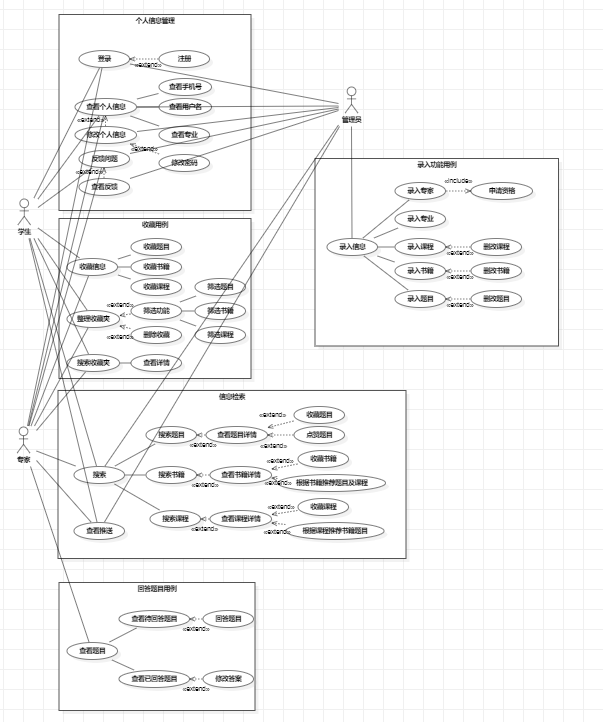 个人信息管理
登录
注册
«extend»
查看手机号
查看个人信息
查看用户名
«extend»
修改个人信息
查看专业
«extend»
反馈问题
修改密码
«extend»
查看反馈
管理员
学生
专家
录入功能用例
录入专家
«include»
申请资格
录入专业
录入信息
录入课程
删改课程
«extend»
录入书籍
删改书籍
«extend»
录入题目
删改题目
«extend»
收藏用例
收藏题目
收藏信息
收藏书籍
收藏课程
筛选题目
«extend»
整理收藏夹
筛选功能
筛选书籍
«extend»
删除收藏
筛选课程
搜索收藏夹
查看详情
信息检索
收藏题目
«extend»
搜索题目
查看题目详情
点赞题目
«extend»
«extend»
收藏书籍
«extend»
搜索
搜索书籍
查看书籍详情
根据书籍推荐题目及课程
«extend»
«extend»
收藏课程
«extend»
搜索课程
查看课程详情
查看推送
根据课程推荐书籍题目
«extend»
«extend»
回答题目用例
查看待回答题目
回答题目
«extend»
查看题目
查看已回答题目
修改答案
«extend»